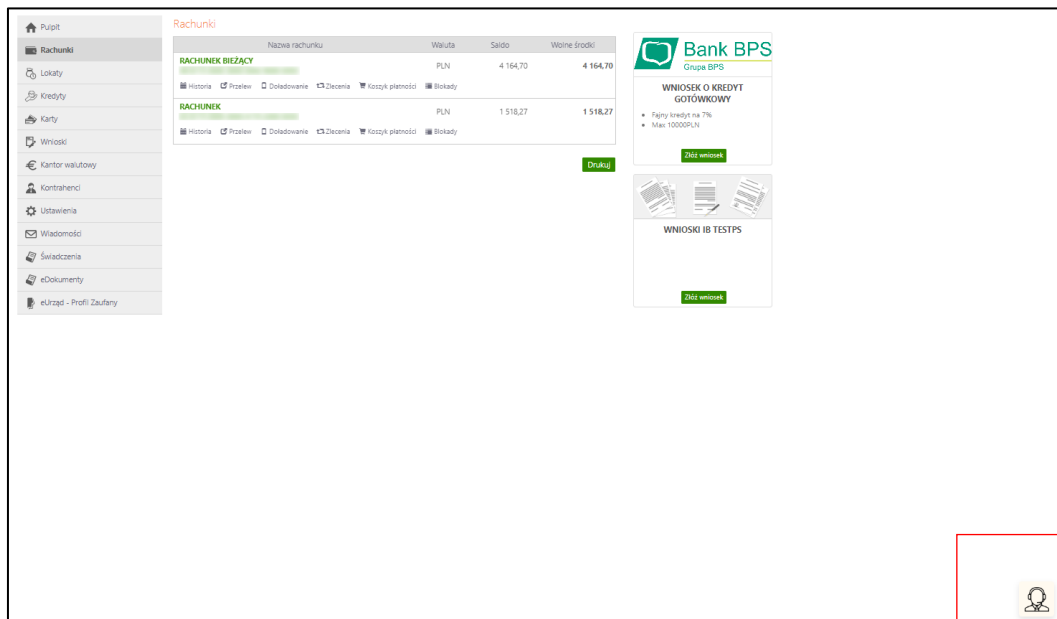 Pulpit
Rachunki
Lokaty
Kredyty
Karty
Wnioski
Kantor walutowy
Kontrahenci
Ustawienia
Wiadomości
Świadczenia
eDokumenty
eUrząd - Profil Zaufany
Rachunki
Nazwa rachunku Waluta Saldo Wolne środki
RACHUNEK BIEŻĄCY
PLN 4 164,70 4 164,70
Historia Przelew Doładowanie Zlecenia Koszyk płatności Blokady
RACHUNEK
PLN 1 518,27 1 518,27
Historia Przelew Doładowanie Zlecenia Koszyk płatności Blokady
Drukuj
Bank BPS
Grupa BPS
WNIOSEK O KREDYT
GOTÓWKOWY
Fajny kredyt na 7%
Max 10000PLN
Złóż wniosek
WNIOSKI IB TESTPS
Złóż wniosek